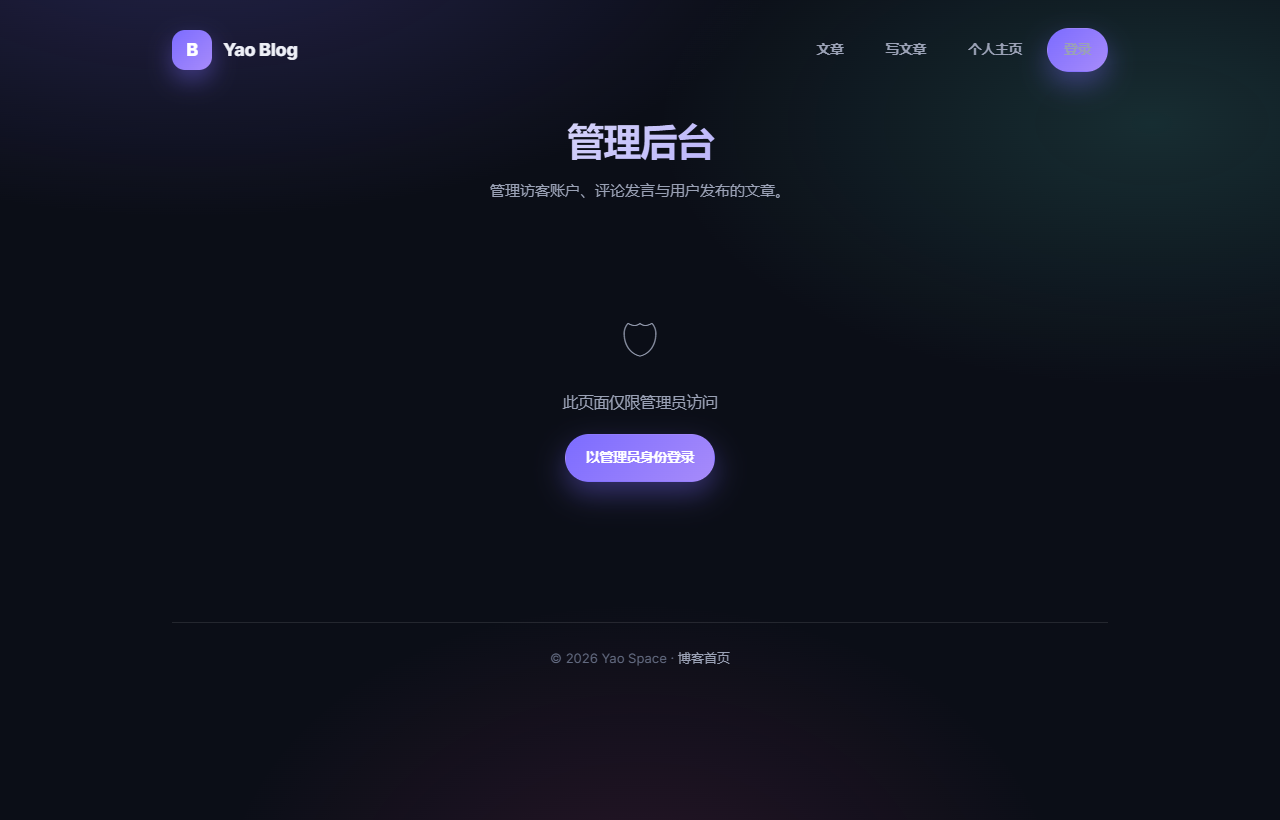 B Yao Blog 文章 写文章 个人主页 登录
管理后台
管理访客账户、评论发言与用户发布的文章。
此页面仅限管理员访问
以管理员身份登录
© 2026 Yao Space · 博客首页